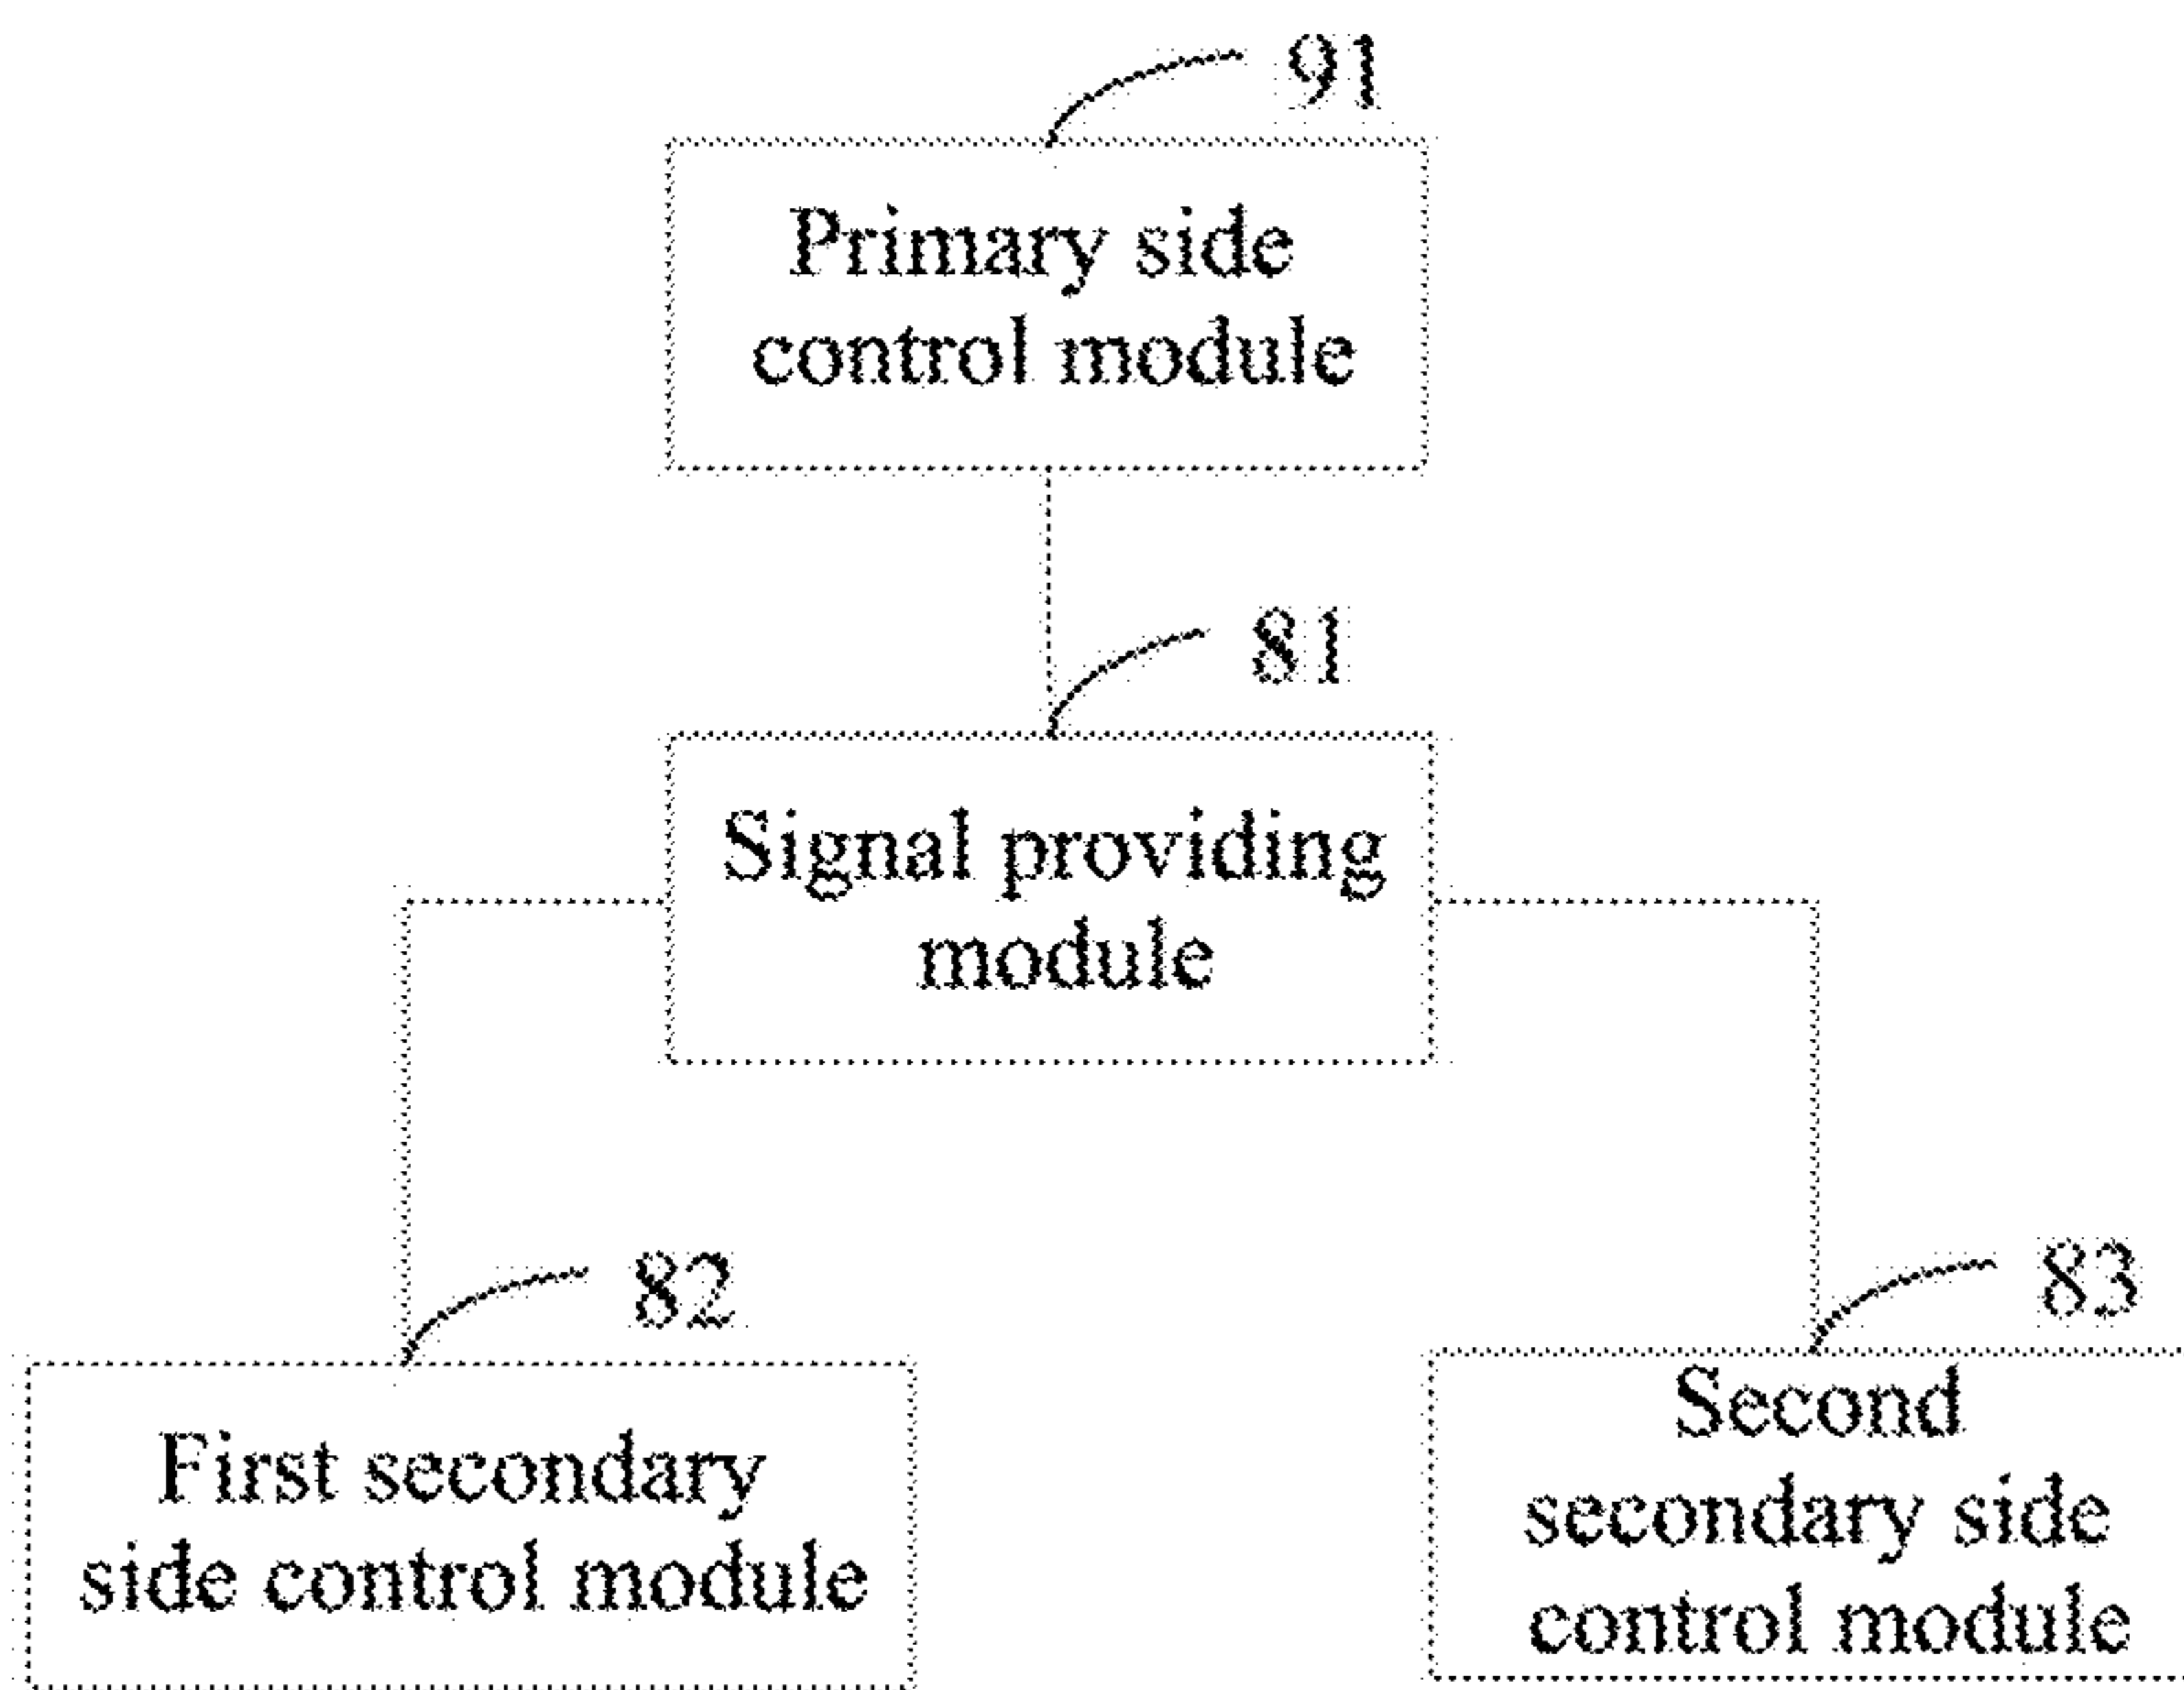 91
Primary side
control module
81
Signal providing
module
82
First secondary
side control module
83
Second
secondary side
control module